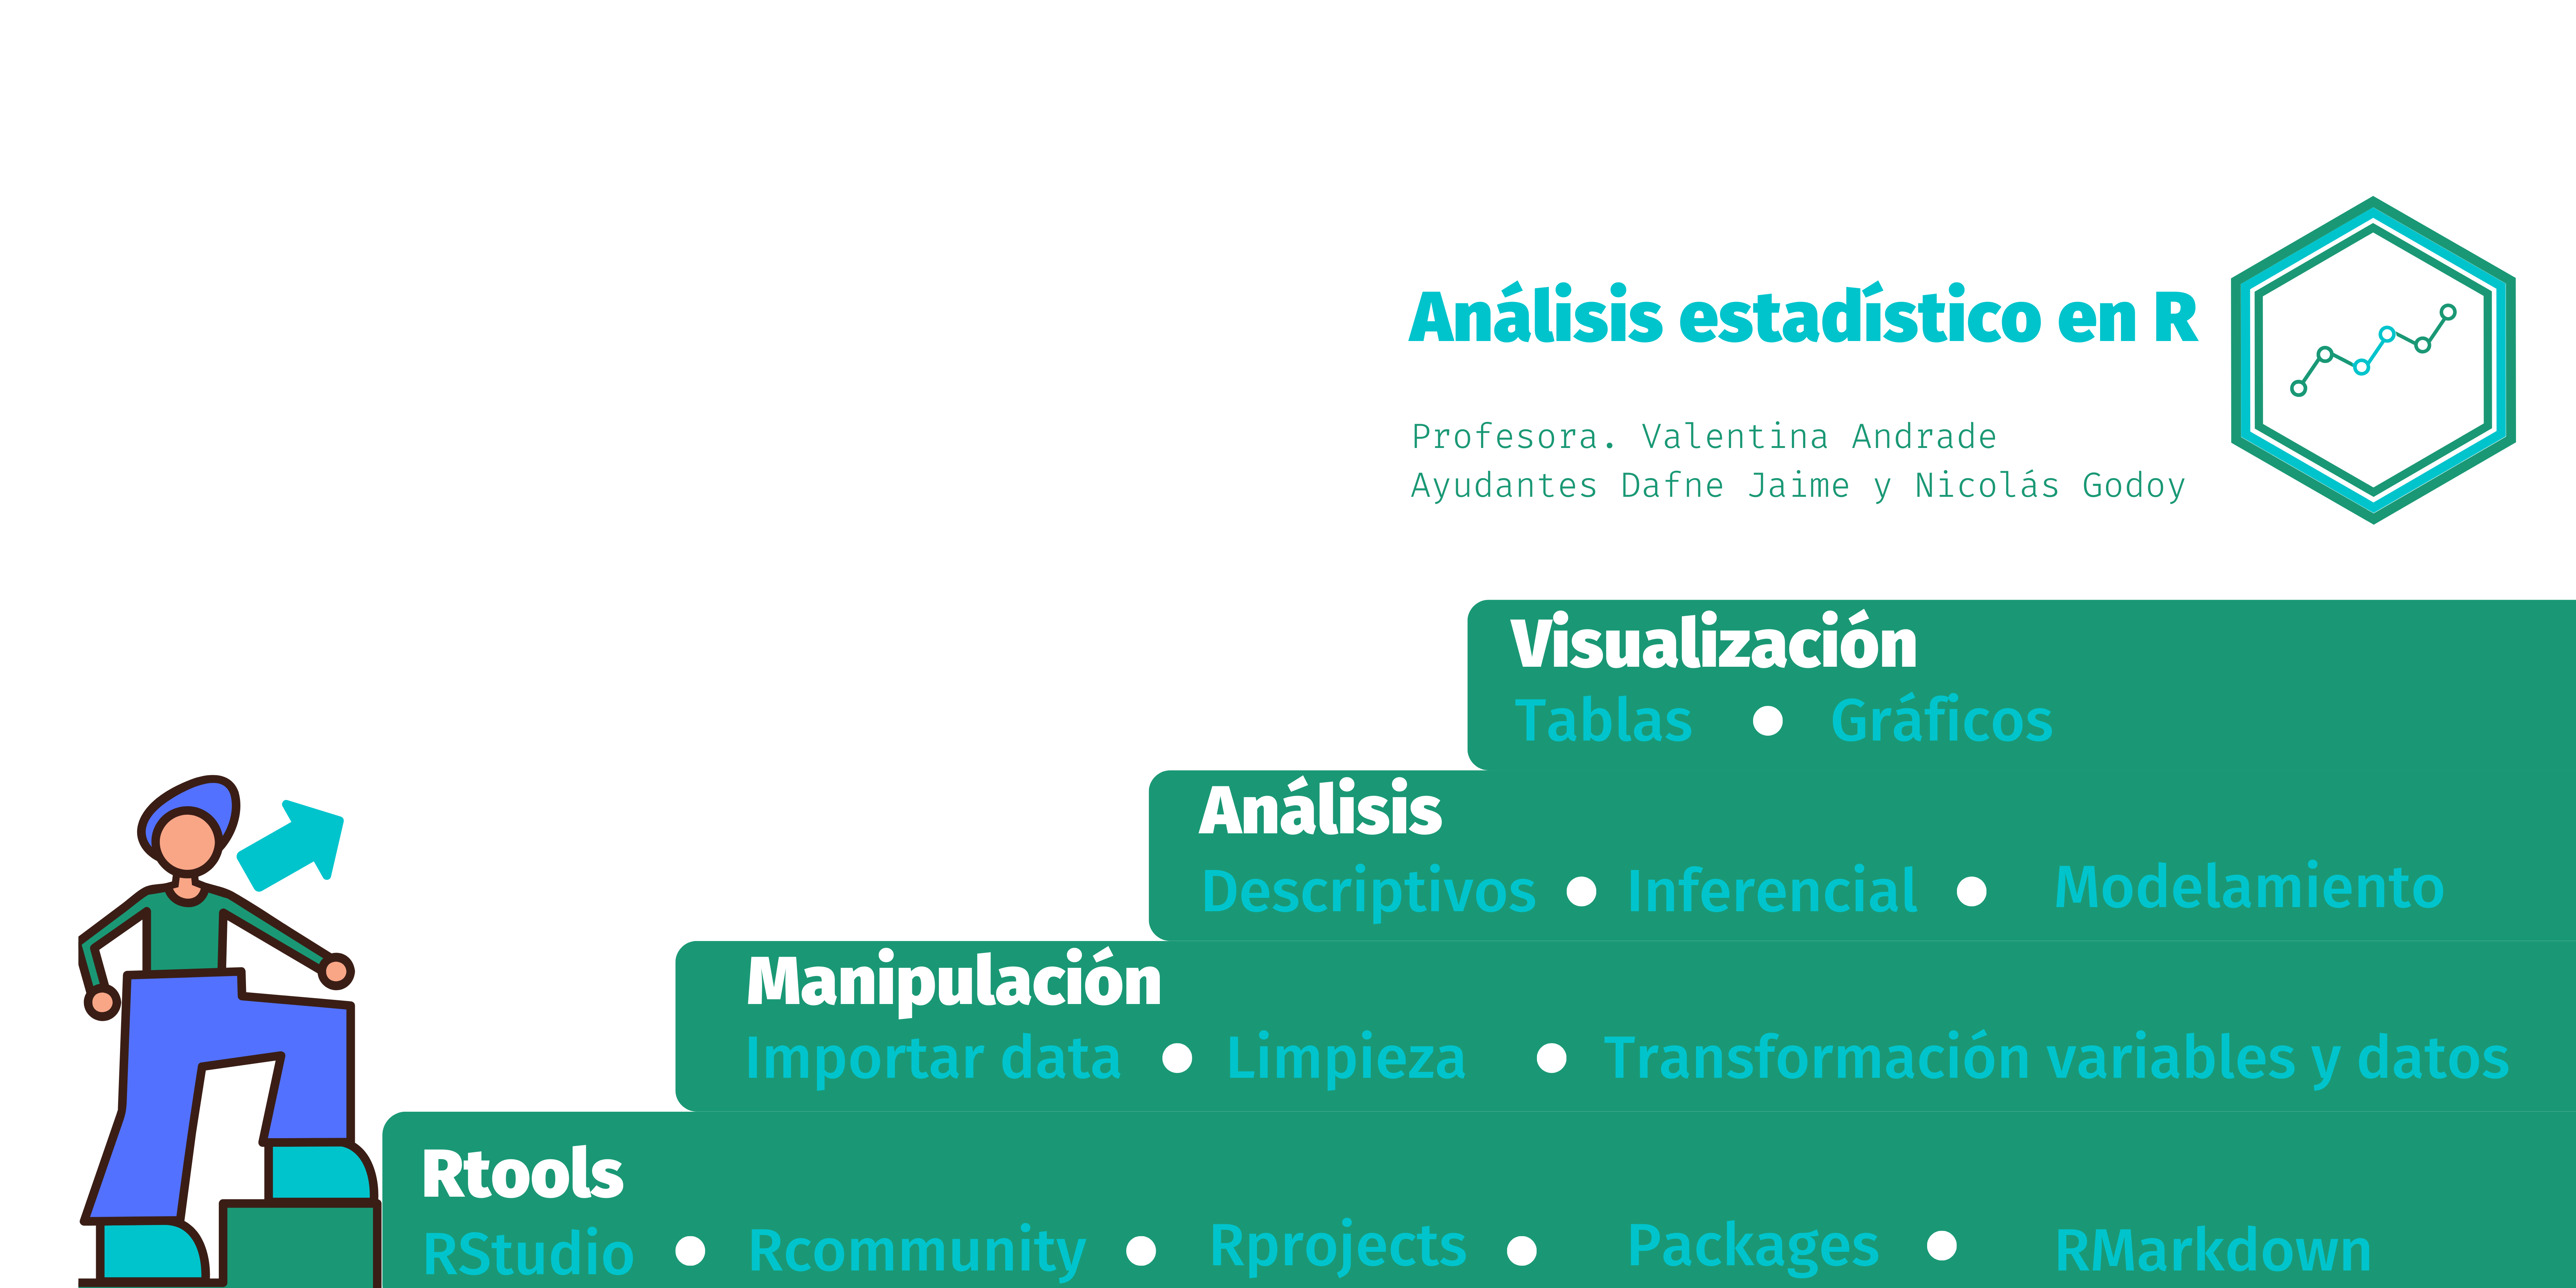 Análisis estadístico en R
Profesora. Valentina Andrade
Ayudantes Dafne Jaime y Nicolás Godoy
Visualización
Tablas • Gráficos
Análisis
Descriptivos • Inferencial • Modelamiento
Manipulación
Importar data • Limpieza • Transformación variables y datos
Rtools
RStudio • Rcommunity • Rprojects • Packages • RMarkdown